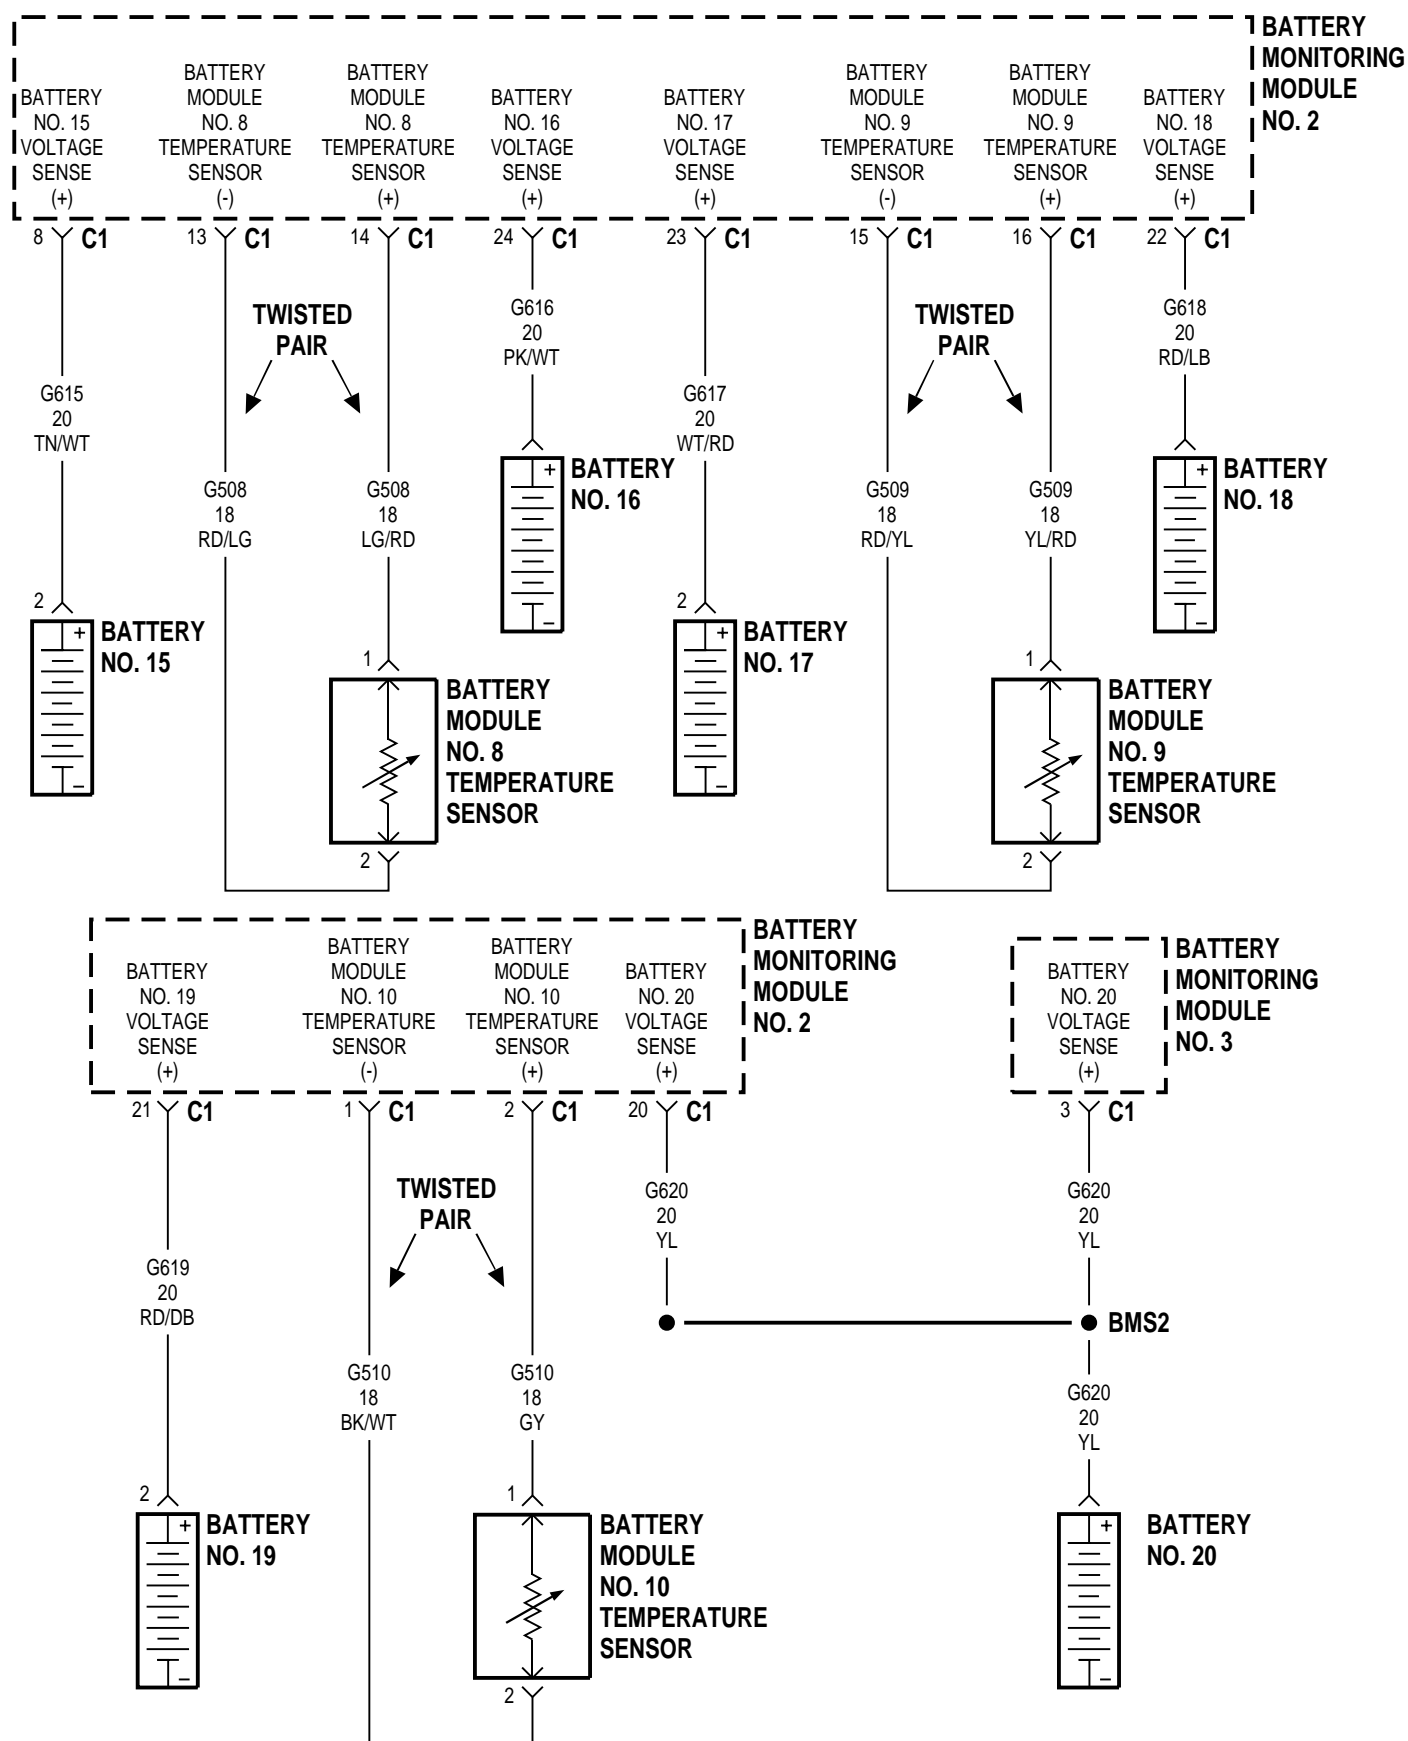 BATTERY
MONITORING
MODULE
NO. 2
BATTERY
NO. 15
VOLTAGE
SENSE
(+)
BATTERY
MODULE
NO. 8
TEMPERATURE
SENSOR
(-)
BATTERY
MODULE
NO. 8
TEMPERATURE
SENSOR
(+)
BATTERY
NO. 16
VOLTAGE
SENSE
(+)
BATTERY
NO. 17
VOLTAGE
SENSE
(+)
BATTERY
MODULE
NO. 9
TEMPERATURE
SENSOR
(-)
BATTERY
MODULE
NO. 9
TEMPERATURE
SENSOR
(+)
BATTERY
NO. 18
VOLTAGE
SENSE
(+)
8 C1
13 C1
14 C1
24 C1
23 C1
15 C1
16 C1
22 C1
G615
20
TN/WT
TWISTED
PAIR
G616
20
PK/WT
G617
20
WT/RD
TWISTED
PAIR
G618
20
RD/LB
G508
18
RD/LG
G508
18
LG/RD
+
-
BATTERY
NO. 16
G509
18
RD/YL
G509
18
YL/RD
+
-
BATTERY
NO. 18
2
+
-
BATTERY
NO. 15
1
BATTERY
MODULE
NO. 8
TEMPERATURE
SENSOR
2
2
+
-
BATTERY
NO. 17
1
BATTERY
MODULE
NO. 9
TEMPERATURE
SENSOR
2
BATTERY
MONITORING
MODULE
NO. 2
BATTERY
NO. 19
VOLTAGE
SENSE
(+)
BATTERY
MODULE
NO. 10
TEMPERATURE
SENSOR
(-)
BATTERY
MODULE
NO. 10
TEMPERATURE
SENSOR
(+)
BATTERY
NO. 20
VOLTAGE
SENSE
(+)
BATTERY
MONITORING
MODULE
NO. 3
BATTERY
NO. 20
VOLTAGE
SENSE
(+)
21 C1
1 C1
2 C1
20 C1
3 C1
TWISTED
PAIR
G620
20
YL
G620
20
YL
G619
20
RD/DB
BMS2
G510
18
BK/WT
G510
18
GY
G620
20
YL
2
+
-
BATTERY
NO. 19
1
BATTERY
MODULE
NO. 10
TEMPERATURE
SENSOR
2
+
-
BATTERY
NO. 20